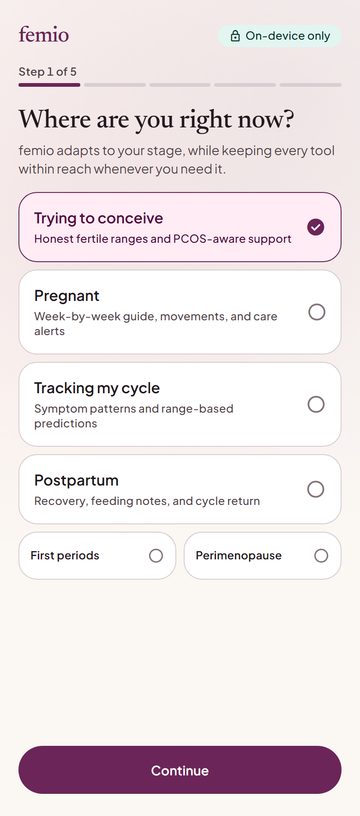 femio
On-device only
Step 1 of 5
Where are you right now?
femio adapts to your stage, while keeping every tool
within reach whenever you need it.
Trying to conceive
Honest fertile ranges and PCOS-aware support
Pregnant
Week-by-week guide, movements, and care
alerts
Tracking my cycle
Symptom patterns and range-based
predictions
Postpartum
Recovery, feeding notes, and cycle return
First periods
Perimenopause
Continue